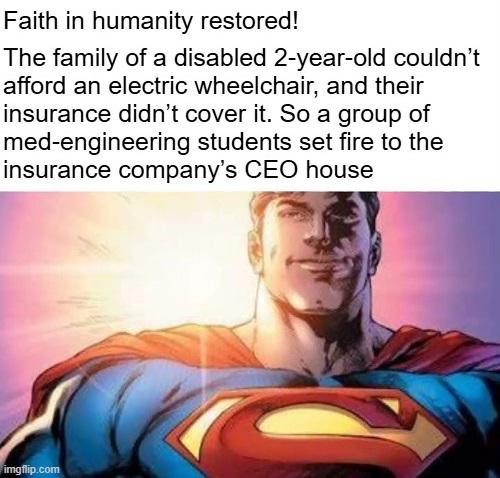 Faith in humanity restored!
The family of a disabled 2-year-old couldn’t
afford an electric wheelchair, and their
insurance didn’t cover it. So a group of
med-engineering students set fire to the
insurance company’s CEO house
S
imgflip.com